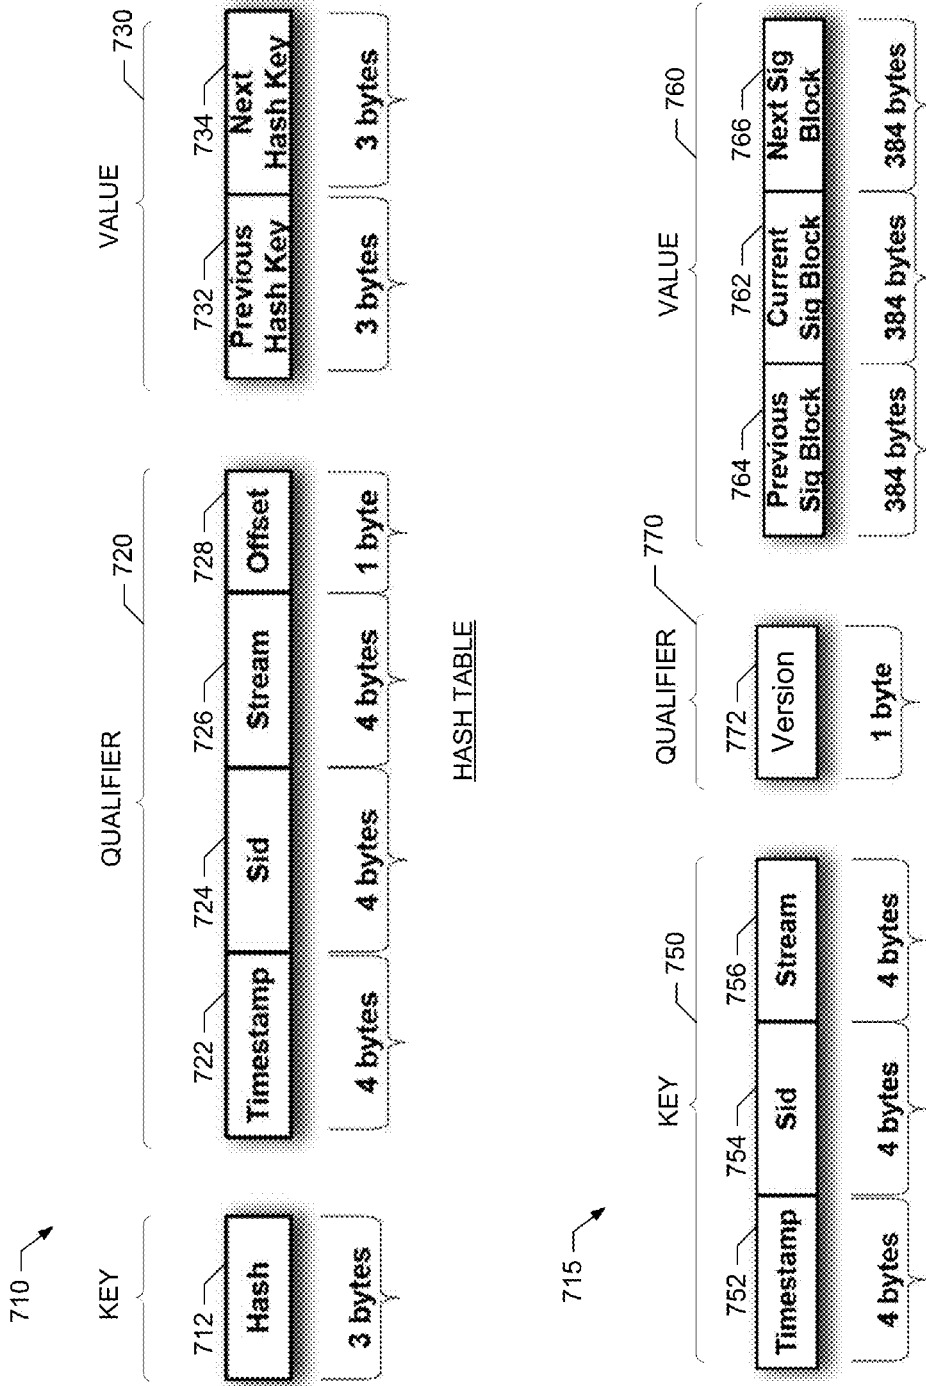 710
KEY
712
Hash
3 bytes
QUALIFIER
720
722
724
726
728
Timestamp
Sid
Stream
Offset
4 bytes
4 bytes
4 bytes
1 byte
VALUE
730
732
734
Previous
Hash Key
Next
Hash Key
3 bytes
3 bytes
HASH TABLE
715
KEY
750
752
754
756
Timestamp
Sid
Stream
4 bytes
4 bytes
4 bytes
QUALIFIER
770
772
Version
1 byte
VALUE
760
764
762
766
Previous
Sig Block
Current
Sig Block
Next Sig
Block
384 bytes
384 bytes
384 bytes